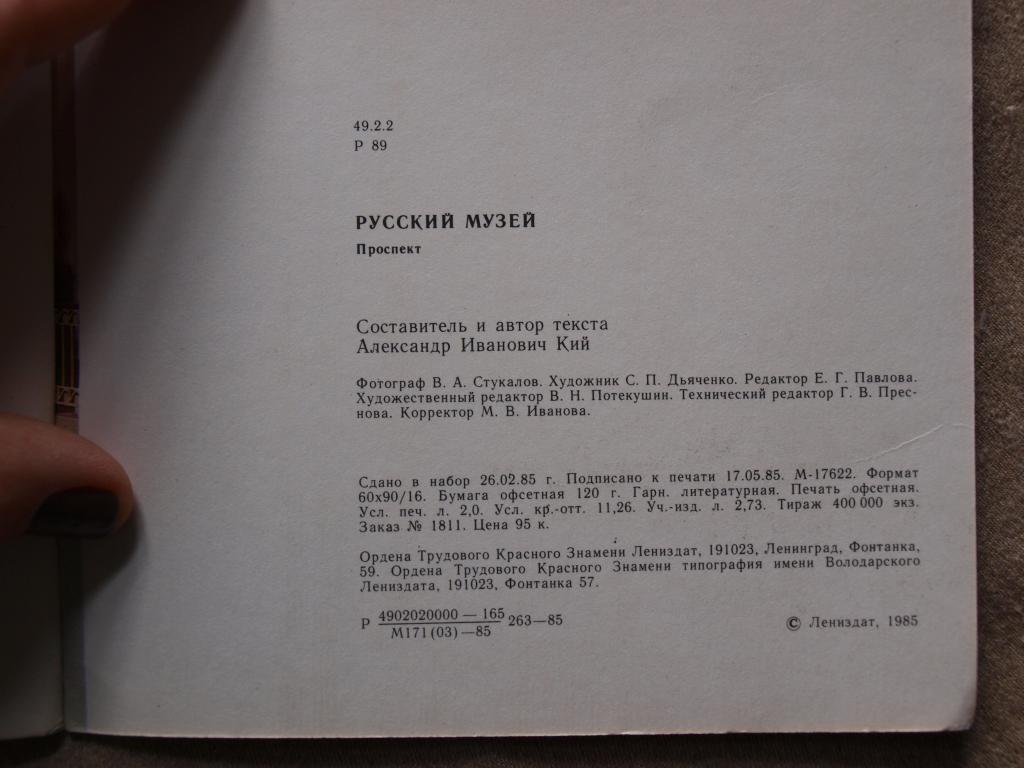 49.2.2
Р 89
РУССКИЙ МУЗЕЙ
Проспект
Составитель и автор текста
Александр Иванович Кий
Фотограф В. А. Стукалов. Художник С. П. Дьяченко. Редактор Е. Г. Павлова.
Художественный редактор В. Н. Потекушин. Технический редактор Г. В. Прес-
нова. Корректор М. В. Иванова.
Сдано в набор 26.02.85 г. Подписано к печати 17.05.85. М-17622. Формат
60х90/16. Бумага офсетная 120 г. Гарн. литературная. Печать офсетная.
Усл. печ. л. 2,0. Усл. кр.-отт. 11,26. Уч.-изд. л. 2,73. Тираж 400 000 экз.
Заказ № 1811. Цена 95 к.
Ордена Трудового Красного Знамени Лениздат, 191023, Ленинград, Фонтанка,
59. Ордена Трудового Красного Знамени типография имени Володарского
Лениздата, 191023, Фонтанка 57.
Р 4902020000 — 165 263—85
М171 (03) —85
© Лениздат, 1985